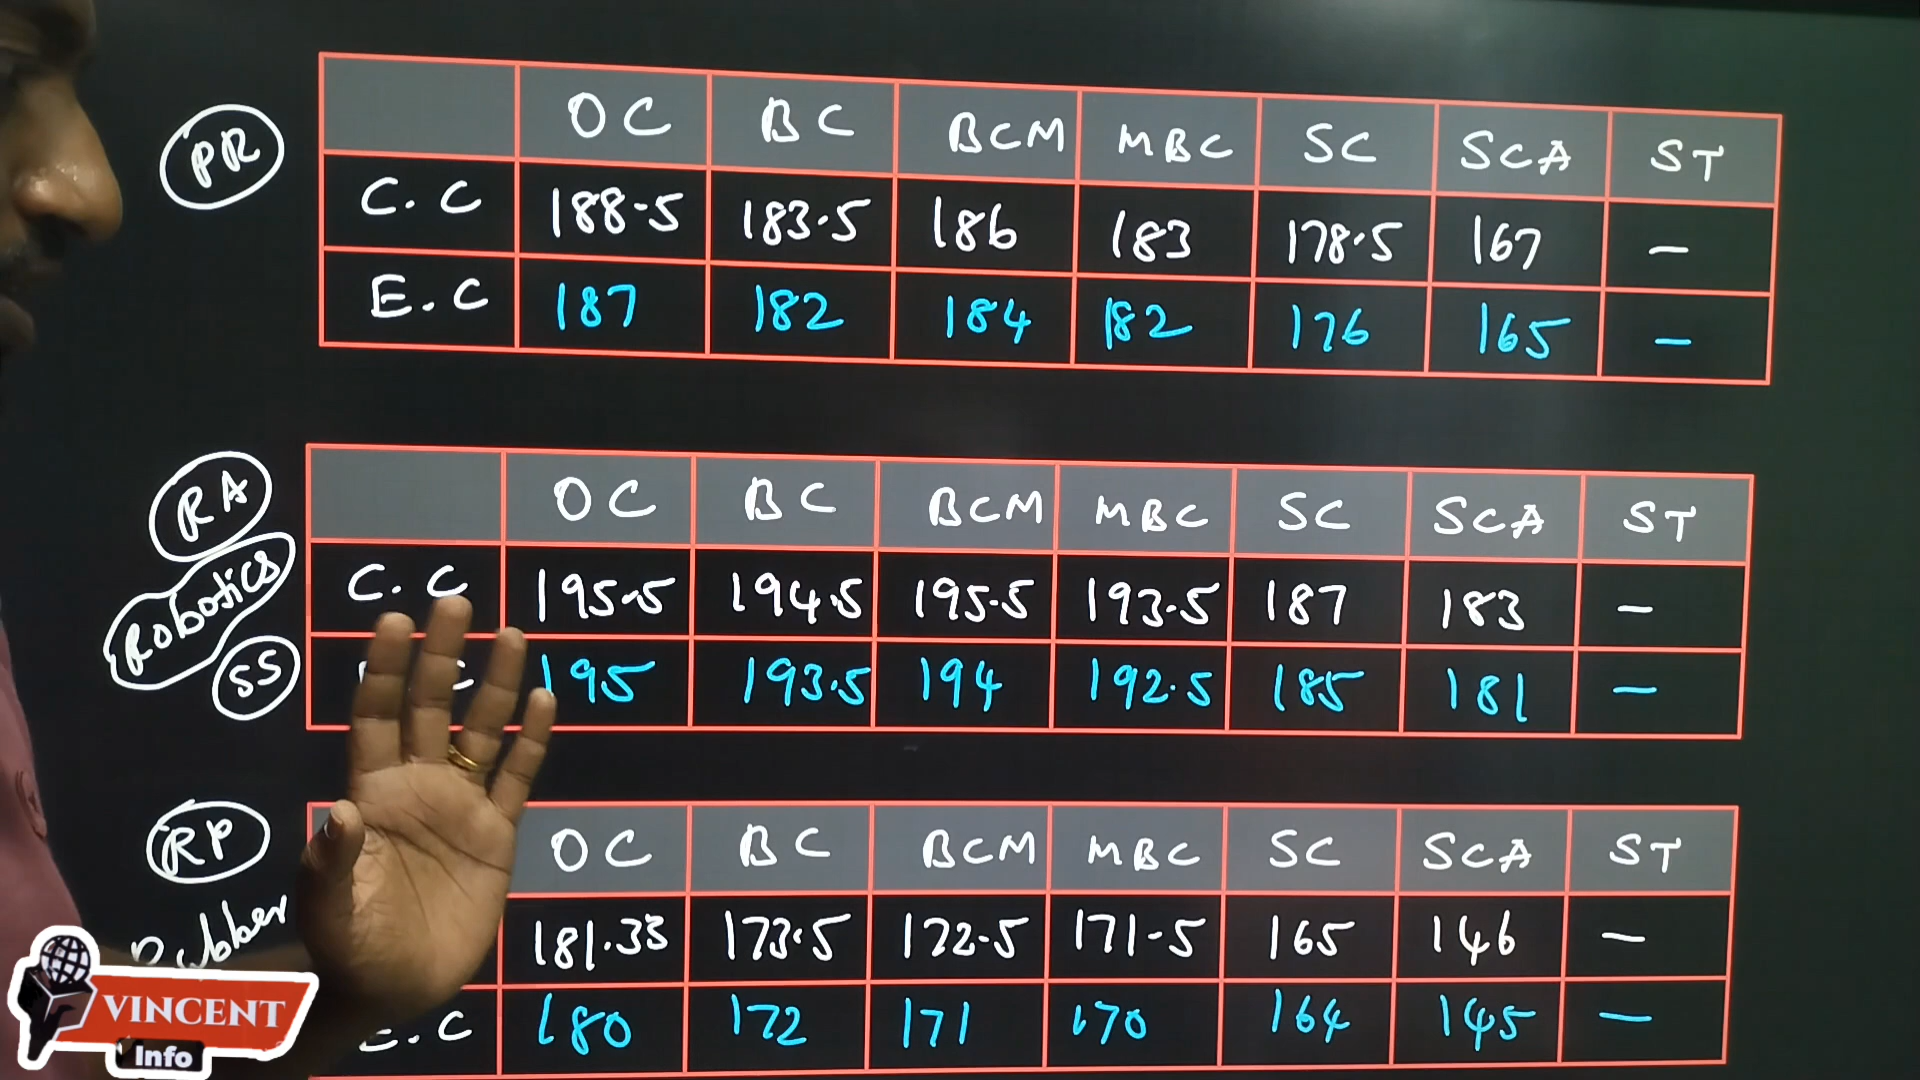 PR
OC BC BCM MBC SC SCA ST
C.C 188.5 183.5 186 183 178.5 167 –
E.C 187 182 184 182 176 165 –
RA
Robotics
SS
OC BC BCM MBC SC SCA ST
C.C 195.5 194.5 195.5 193.5 187 183 –
C 195 193.5 194 192.5 185 181 –
RP
Rubber
OC BC BCM MBC SC SCA ST
181.33 173.5 172.5 171.5 165 146 –
E.C 180 172 171 170 164 145 –
VINCENT
Info